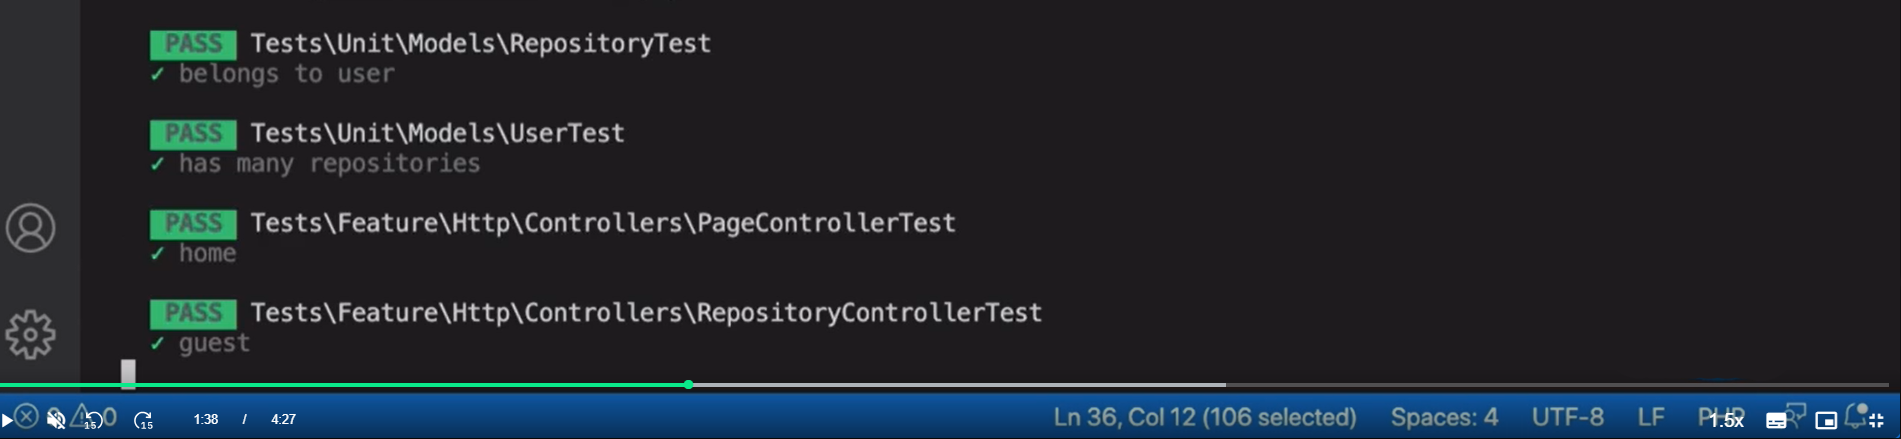 PASS Tests\Unit\Models\RepositoryTest
✓ belongs to user
PASS Tests\Unit\Models\UserTest
✓ has many repositories
PASS Tests\Feature\Http\Controllers\PageControllerTest
✓ home
PASS Tests\Feature\Http\Controllers\RepositoryControllerTest
✓ guest
15 15 1:38 / 4:27 Ln 36, Col 12 (106 selected) Spaces: 4 UTF-8 LF PHP 1.5x